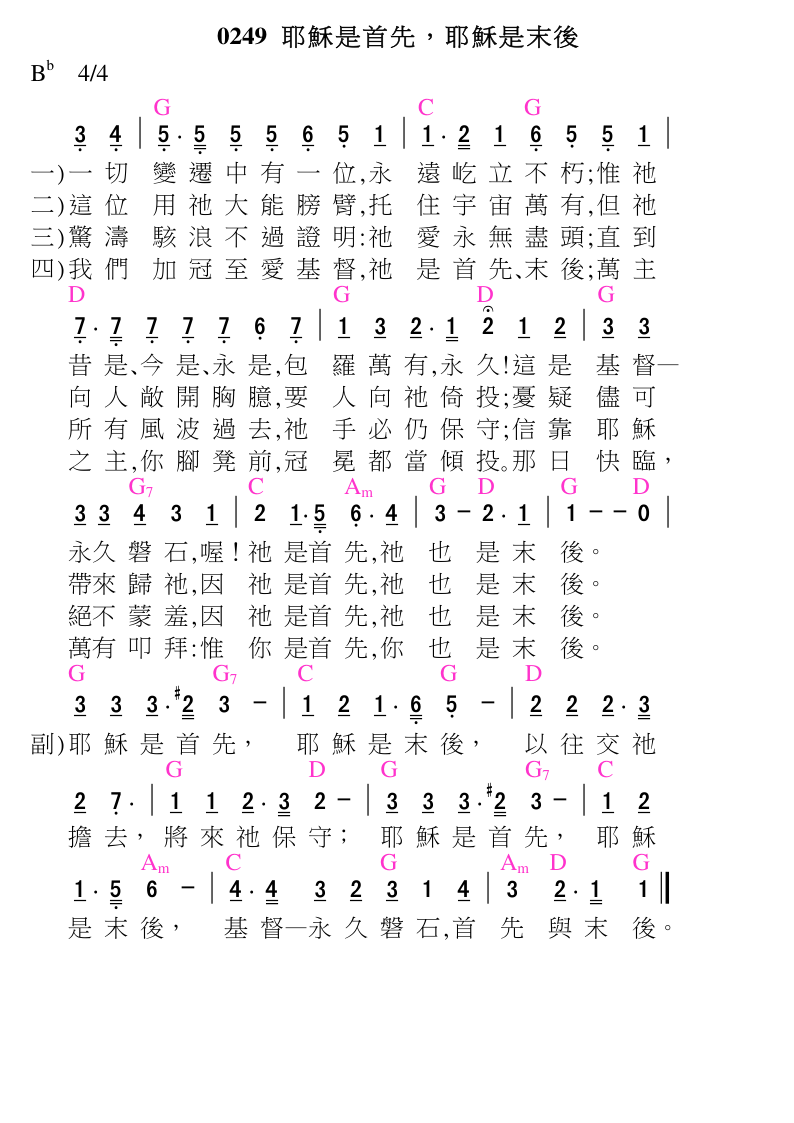 0249 耶穌是首先，耶穌是末後
Bb 4/4
G C G
3 4 | 5 · 5 5 5 6 5 1 | 1 · 2 1 6 5 5 1 |
一)一切 變遷中有一位,永 遠屹立不朽;惟祂
二)這位 用祂大能膀臂,托 住宇宙萬有,但祂
三)驚濤 駭浪不過證明:祂 愛永無盡頭;直到
四)我們 加冠至愛基督,祂 是首先､末後;萬主
D G D G
7 · 7 7 7 7 6 7 | 1 3 2 · 1 2 1 2 | 3 3
昔是､今是､永是,包 羅萬有,永久!這是 基督—
向人敞開胸臆,要 人向祂倚投;憂疑 儘可
所有風波過去,祂 手必仍保守;信靠 耶穌
之主,你腳凳前,冠 冕都當傾投｡那日 快臨，
G7 C Am G D G D
3 3 4 3 1 | 2 1 · 5 6 · 4 | 3 – 2 · 1 | 1 – – 0 |
永久磐石,喔！祂是首先,祂 也 是末 後。
帶來歸祂,因 祂是首先,祂 也 是末 後。
絕不蒙羞,因 祂是首先,祂 也 是末 後。
萬有叩拜:惟 你是首先,你 也 是末 後。
G G7 C G D
3 3 3 · #2 3 – | 1 2 1 · 6 5 – | 2 2 2 · 3
副)耶穌是首先， 耶穌是末後， 以往交祂
G D G G7 C
2 7 · | 1 1 2 · 3 2 – | 3 3 3 · #2 3 – | 1 2
擔去，將來祂保守； 耶穌是首先， 耶穌
Am C G Am D G
1 · 5 6 – | 4 · 4 3 2 3 1 4 | 3 2 · 1 1 ‖
是末後， 基督—永久磐石,首 先 與末 後。